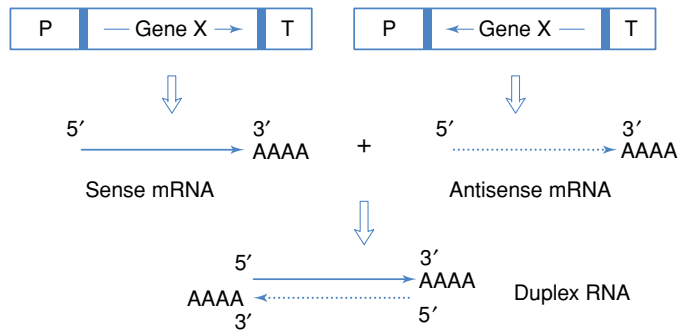 P Gene X T P Gene X T
5′ 3′ 5′ 3′
AAAA + AAAA
Sense mRNA Antisense mRNA
5′ 3′
AAAA
AAAA Duplex RNA
3′ 5′